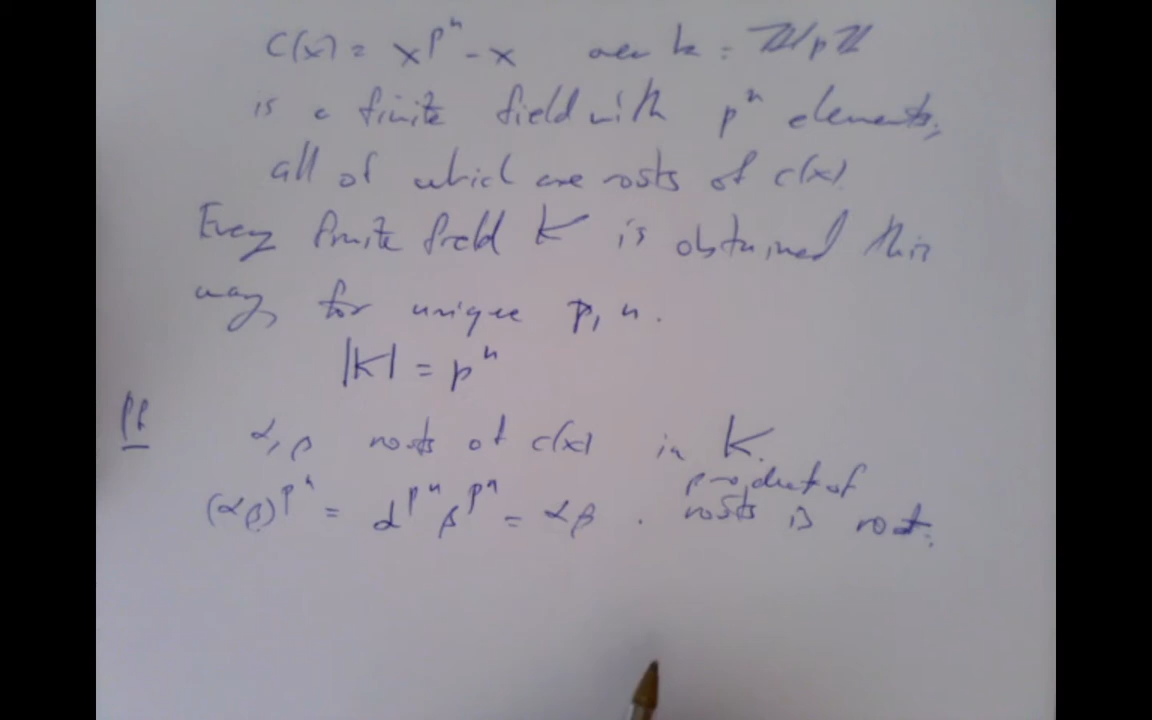 c(x) = x^{p^n} - x over k = ℤ/pℤ
is a finite field with p^n elements,
all of which are roots of c(x).
Every finite field K is obtained this
way, for unique p, n.
|K| = p^n
Pf α, β roots of c(x) in K.
(αβ)^{p^n} = α^{p^n} β^{p^n} = αβ . product of
roots is root.